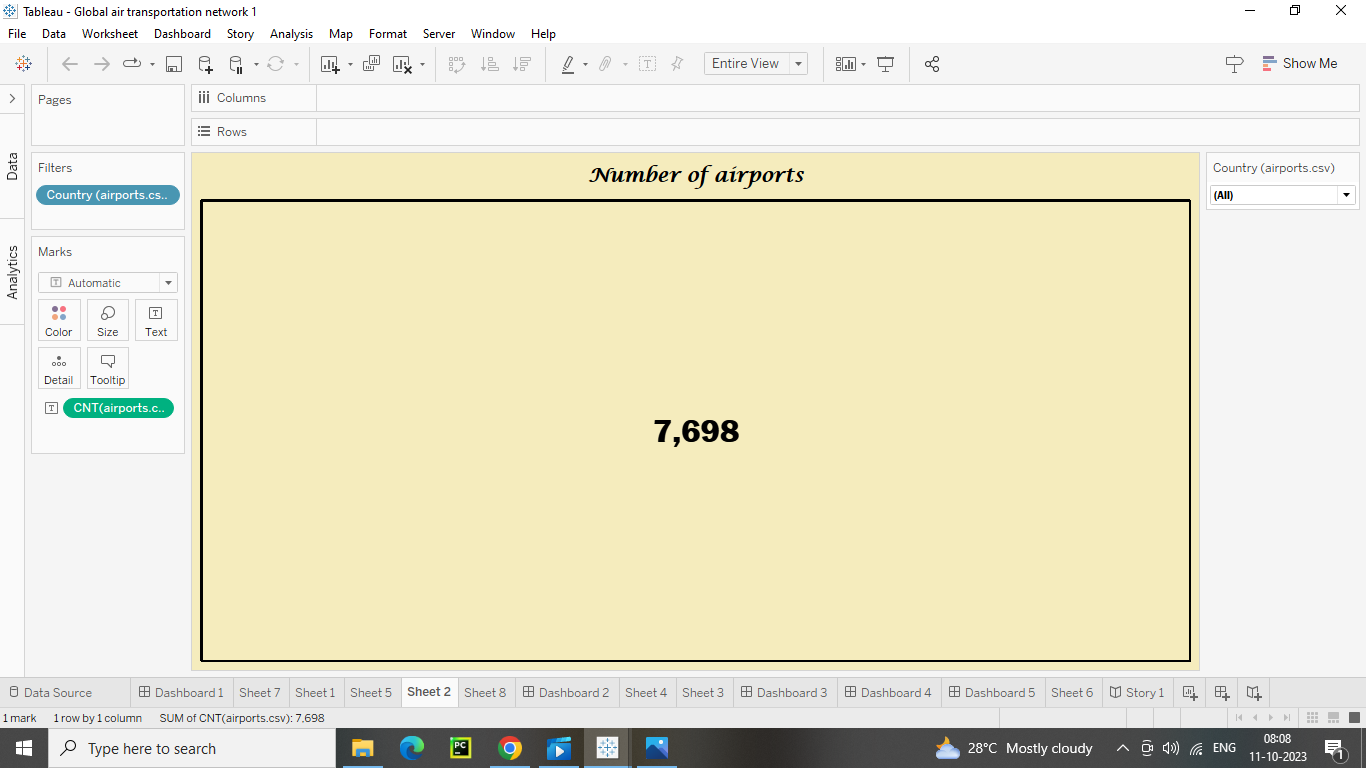 Tableau - Global air transportation network 1
File Data Worksheet Dashboard Story Analysis Map Format Server Window Help
Entire View
Show Me
Pages
Columns
Rows
Data
Analytics
Filters
Country (airports.cs..
Marks
Automatic
Color Size Text
Detail Tooltip
CNT(airports.c..
Number of airports
7,698
Country (airports.csv)
(All)
Data Source Dashboard 1 Sheet 7 Sheet 1 Sheet 5 Sheet 2 Sheet 8 Dashboard 2 Sheet 4 Sheet 3 Dashboard 3 Dashboard 4 Dashboard 5 Sheet 6 Story 1
1 mark 1 row by 1 column SUM of CNT(airports.csv): 7.698
Type here to search
PC
28°C Mostly cloudy
ENG
08:08
11-10-2023
1